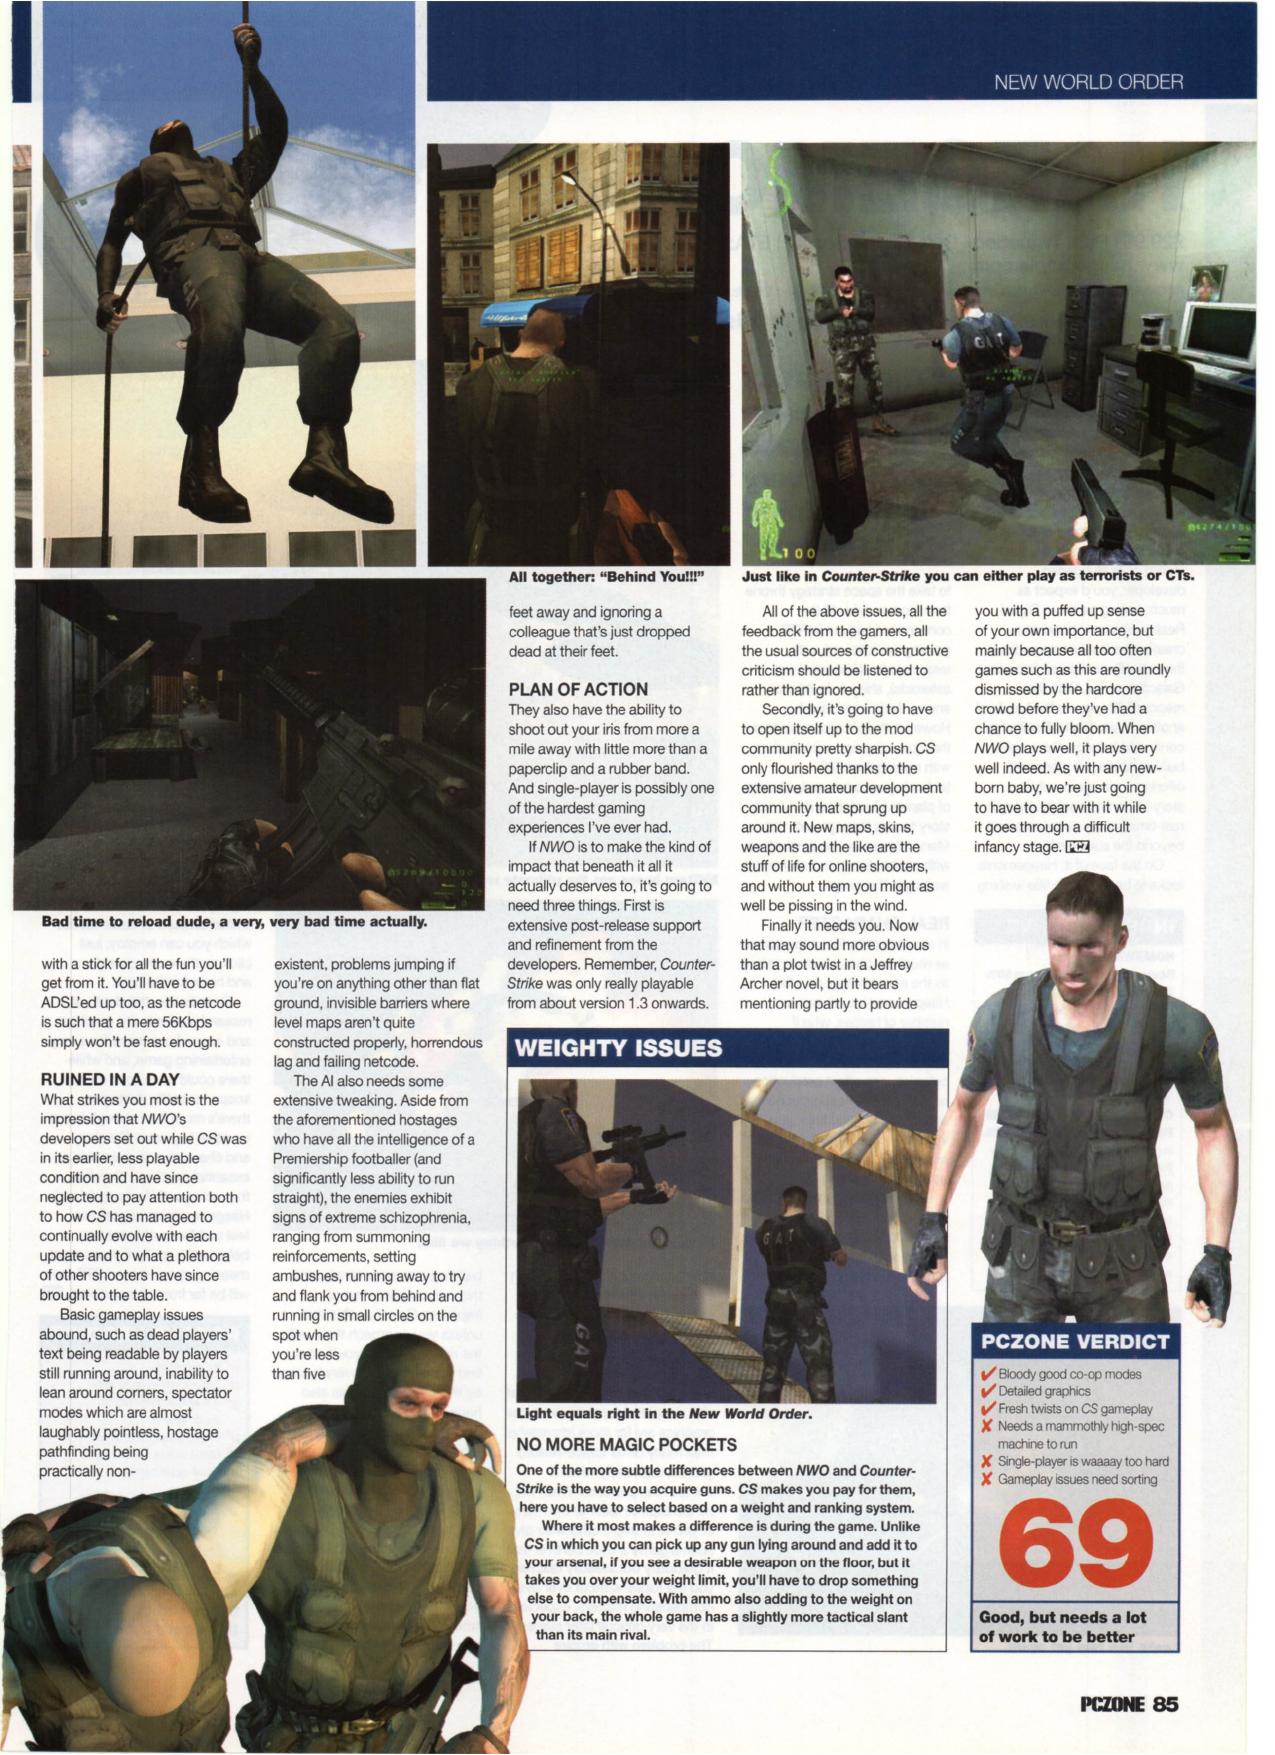 NEW WORLD ORDER
All together: “Behind You!!!”
Just like in Counter-Strike you can either play as terrorists or CTs.
GAT
100
Bad time to reload dude, a very, very bad time actually.
with a stick for all the fun you'll
get from it. You'll have to be
ADSL'ed up too, as the netcode
is such that a mere 56Kbps
simply won't be fast enough.
RUINED IN A DAY
What strikes you most is the
impression that NWO's
developers set out while CS was
in its earlier, less playable
condition and have since
neglected to pay attention both
to how CS has managed to
continually evolve with each
update and to what a plethora
of other shooters have since
brought to the table.
Basic gameplay issues
abound, such as dead players'
text being readable by players
still running around, inability to
lean around corners, spectator
modes which are almost
laughably pointless, hostage
pathfinding being
practically non-
existent, problems jumping if
you're on anything other than flat
ground, invisible barriers where
level maps aren't quite
constructed properly, horrendous
lag and failing netcode.
The AI also needs some
extensive tweaking. Aside from
the aforementioned hostages
who have all the intelligence of a
Premiership footballer (and
significantly less ability to run
straight), the enemies exhibit
signs of extreme schizophrenia,
ranging from summoning
reinforcements, setting
ambushes, running away to try
and flank you from behind and
running in small circles on the
spot when
you're less
than five
feet away and ignoring a
colleague that's just dropped
dead at their feet.
PLAN OF ACTION
They also have the ability to
shoot out your iris from more a
mile away with little more than a
paperclip and a rubber band.
And single-player is possibly one
of the hardest gaming
experiences I've ever had.
If NWO is to make the kind of
impact that beneath it all it
actually deserves to, it's going to
need three things. First is
extensive post-release support
and refinement from the
developers. Remember, Counter-
Strike was only really playable
from about version 1.3 onwards.
All of the above issues, all the
feedback from the gamers, all
the usual sources of constructive
criticism should be listened to
rather than ignored.
Secondly, it's going to have
to open itself up to the mod
community pretty sharpish. CS
only flourished thanks to the
extensive amateur development
community that sprung up
around it. New maps, skins,
weapons and the like are the
stuff of life for online shooters,
and without them you might as
well be pissing in the wind.
Finally it needs you. Now
that may sound more obvious
than a plot twist in a Jeffrey
Archer novel, but it bears
mentioning partly to provide
you with a puffed up sense
of your own importance, but
mainly because all too often
games such as this are roundly
dismissed by the hardcore
crowd before they've had a
chance to fully bloom. When
NWO plays well, it plays very
well indeed. As with any new-
born baby, we're just going
to have to bear with it while
it goes through a difficult
infancy stage. PCZ
WEIGHTY ISSUES
GAT
GAT
Light equals right in the New World Order.
NO MORE MAGIC POCKETS
One of the more subtle differences between NWO and Counter-
Strike is the way you acquire guns. CS makes you pay for them,
here you have to select based on a weight and ranking system.
Where it most makes a difference is during the game. Unlike
CS in which you can pick up any gun lying around and add it to
your arsenal, if you see a desirable weapon on the floor, but it
takes you over your weight limit, you'll have to drop something
else to compensate. With ammo also adding to the weight on
your back, the whole game has a slightly more tactical slant
than its main rival.
PCZONE VERDICT
✓ Bloody good co-op modes
✓ Detailed graphics
✓ Fresh twists on CS gameplay
✗ Needs a mammothly high-spec
machine to run
✗ Single-player is waaaay too hard
✗ Gameplay issues need sorting
69
Good, but needs a lot
of work to be better
PCZONE 85